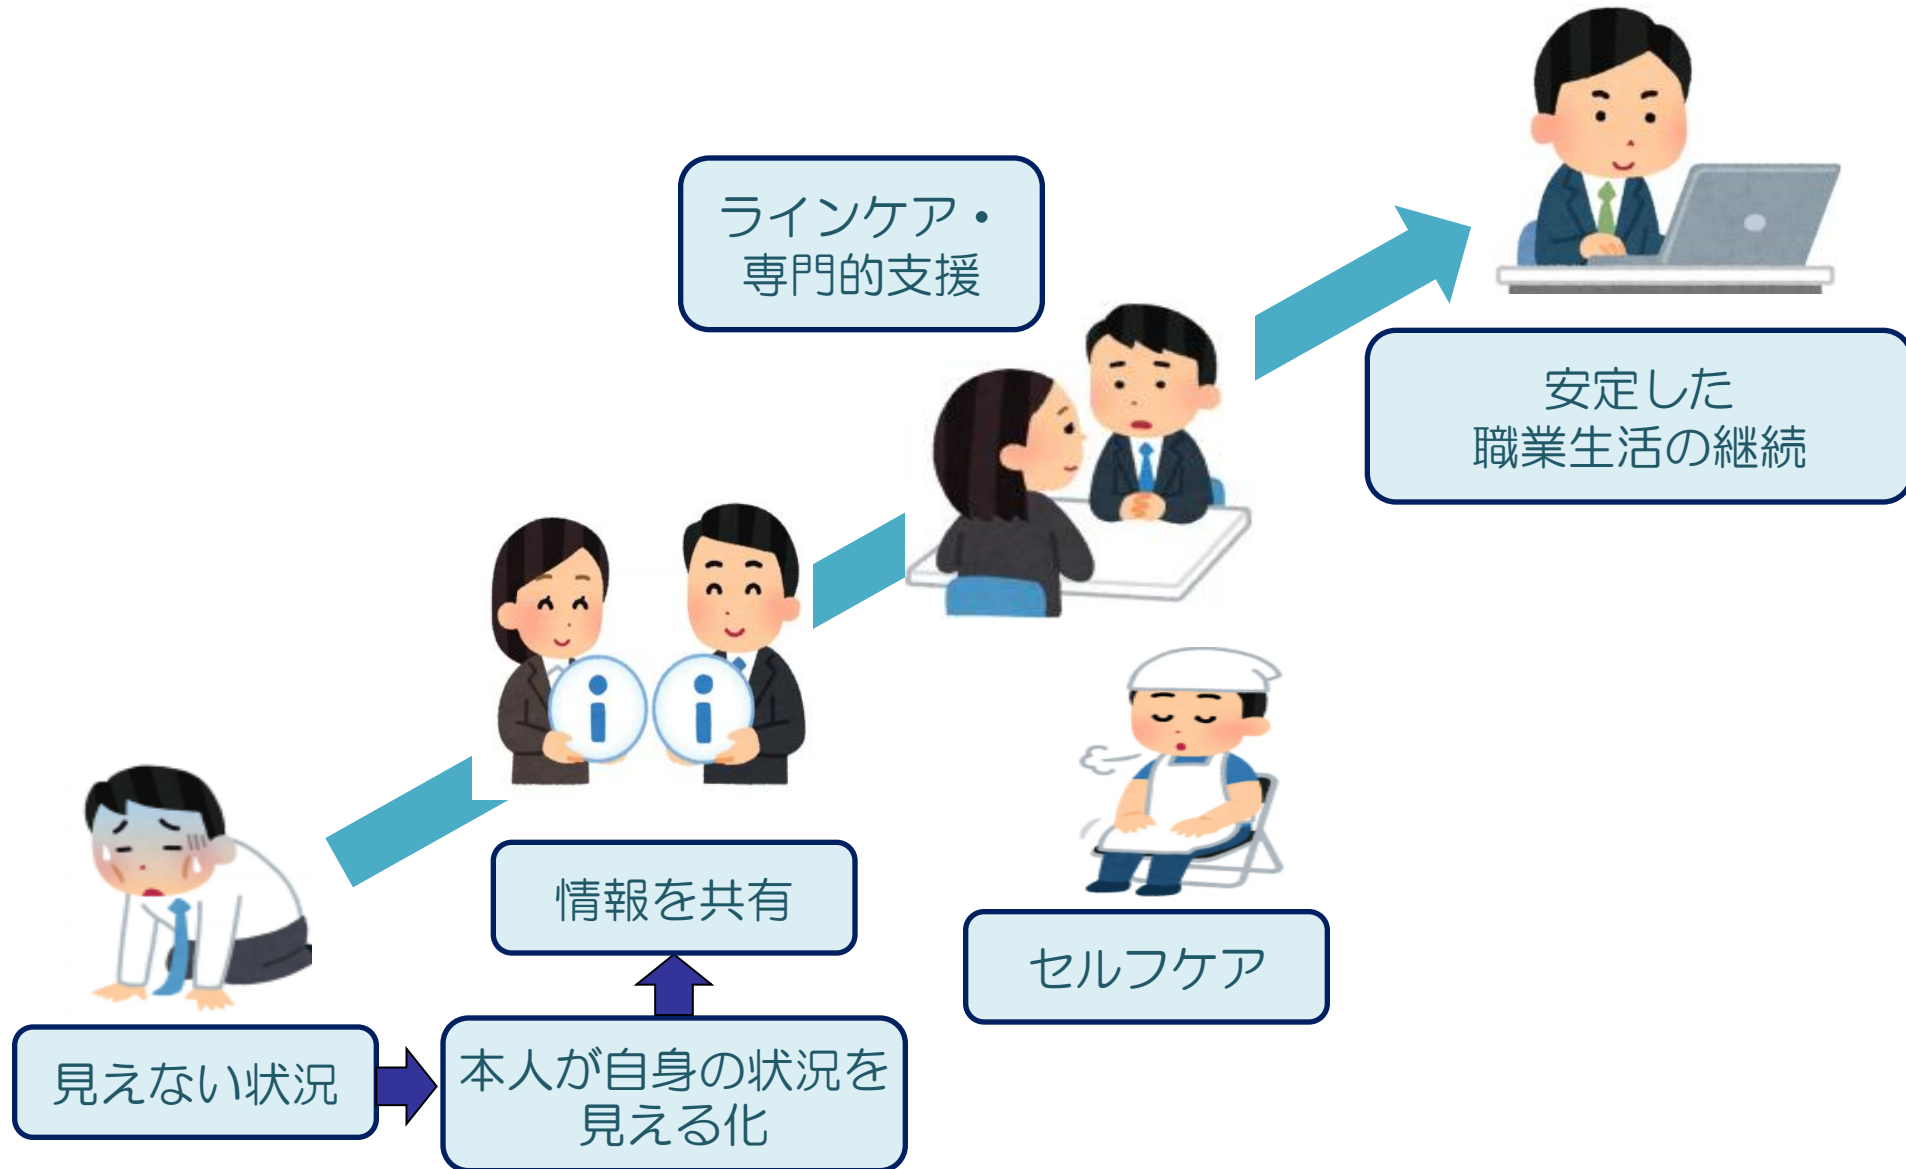 ラインケア・
専門的支援
安定した
職業生活の継続
情報を共有
セルフケア
見えない状況
本人が自身の状況を
見える化